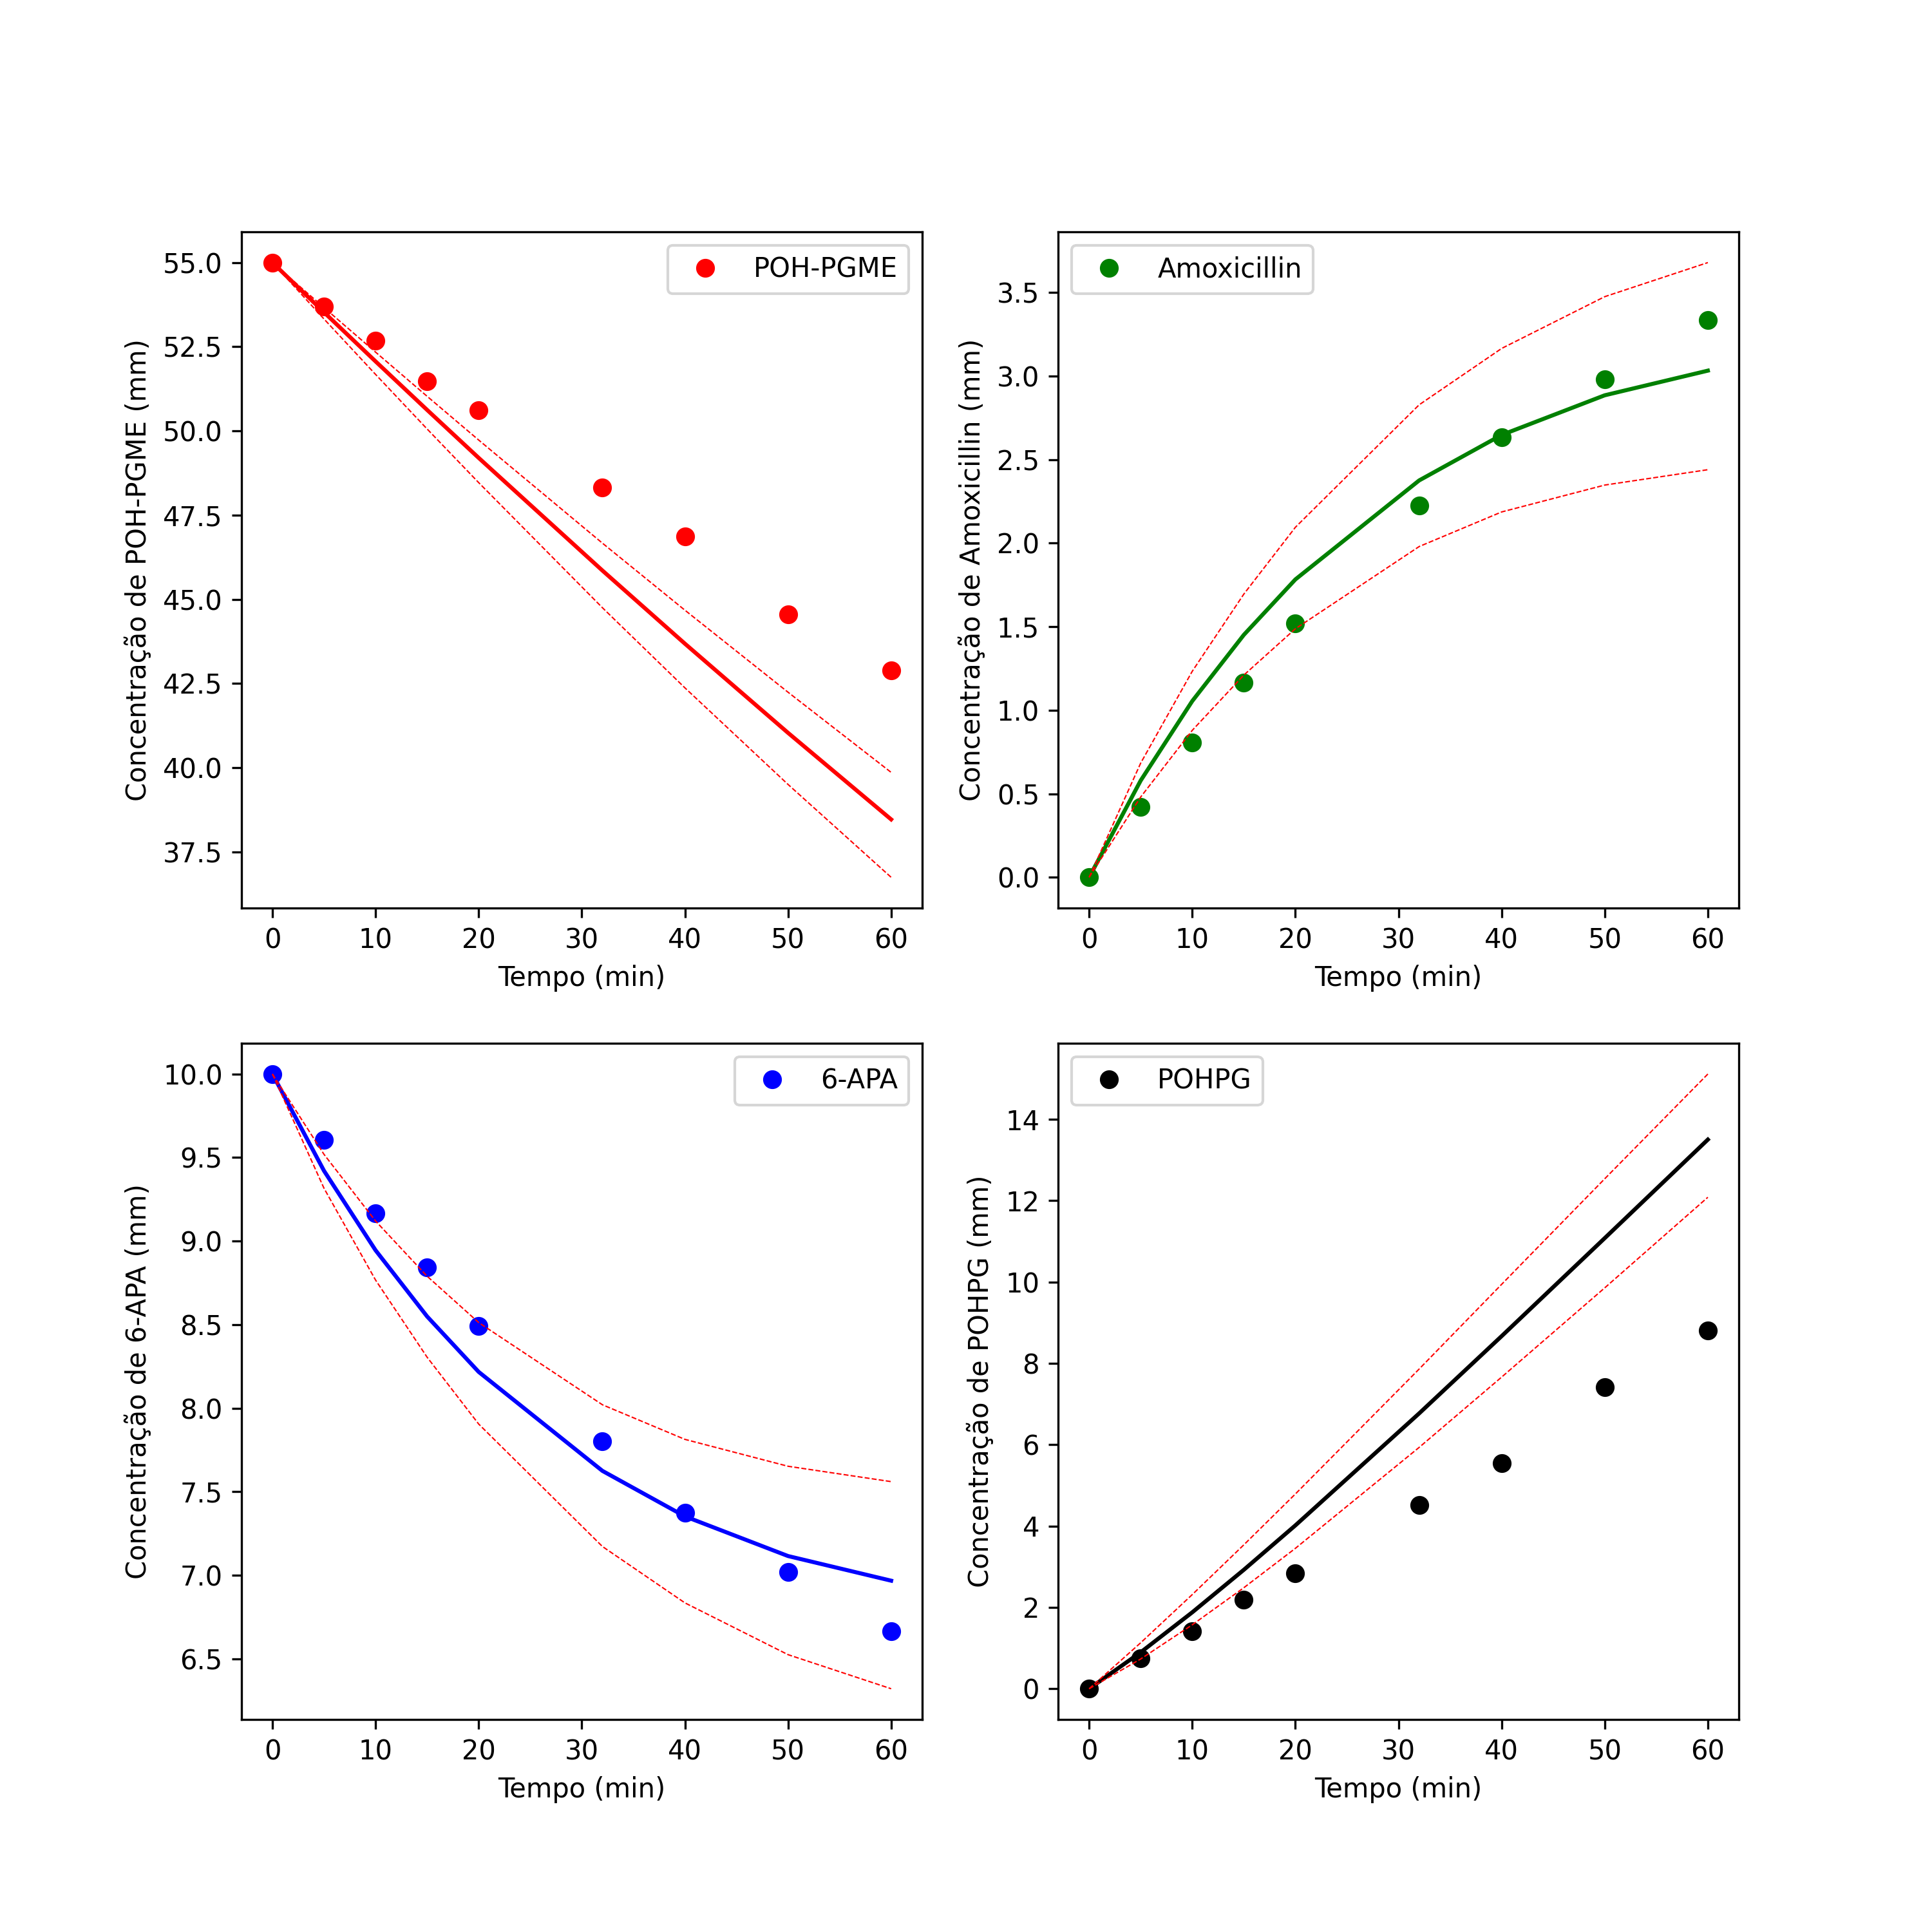 POH-PGME
Concentração de POH-PGME (mm)
55.0
52.5
50.0
47.5
45.0
42.5
40.0
37.5
0 10 20 30 40 50 60
Tempo (min)
Amoxicillin
Concentração de Amoxicillin (mm)
3.5
3.0
2.5
2.0
1.5
1.0
0.5
0.0
0 10 20 30 40 50 60
Tempo (min)
6-APA
Concentração de 6-APA (mm)
10.0
9.5
9.0
8.5
8.0
7.5
7.0
6.5
0 10 20 30 40 50 60
Tempo (min)
POHPG
Concentração de POHPG (mm)
14
12
10
8
6
4
2
0
0 10 20 30 40 50 60
Tempo (min)